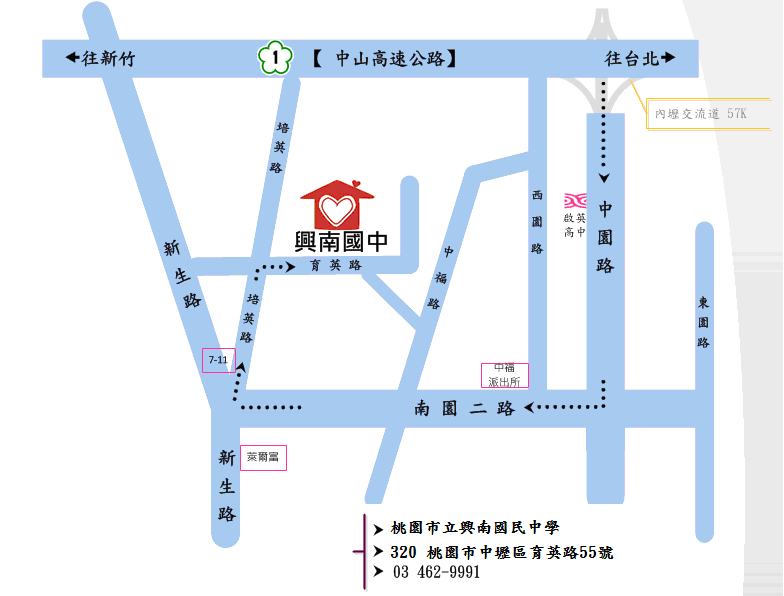 往新竹
1
【 中山高速公路】
往台北
內壢交流道 57K
培英路
西園路
啟英
高中
中園路
興南國中
新生路
育英路
中福路
培英路
東園路
7-11
中福
派出所
南園二路
新生路
萊爾富
桃園市立興南國民中學
320 桃園市中壢區育英路55號
03 462-9991